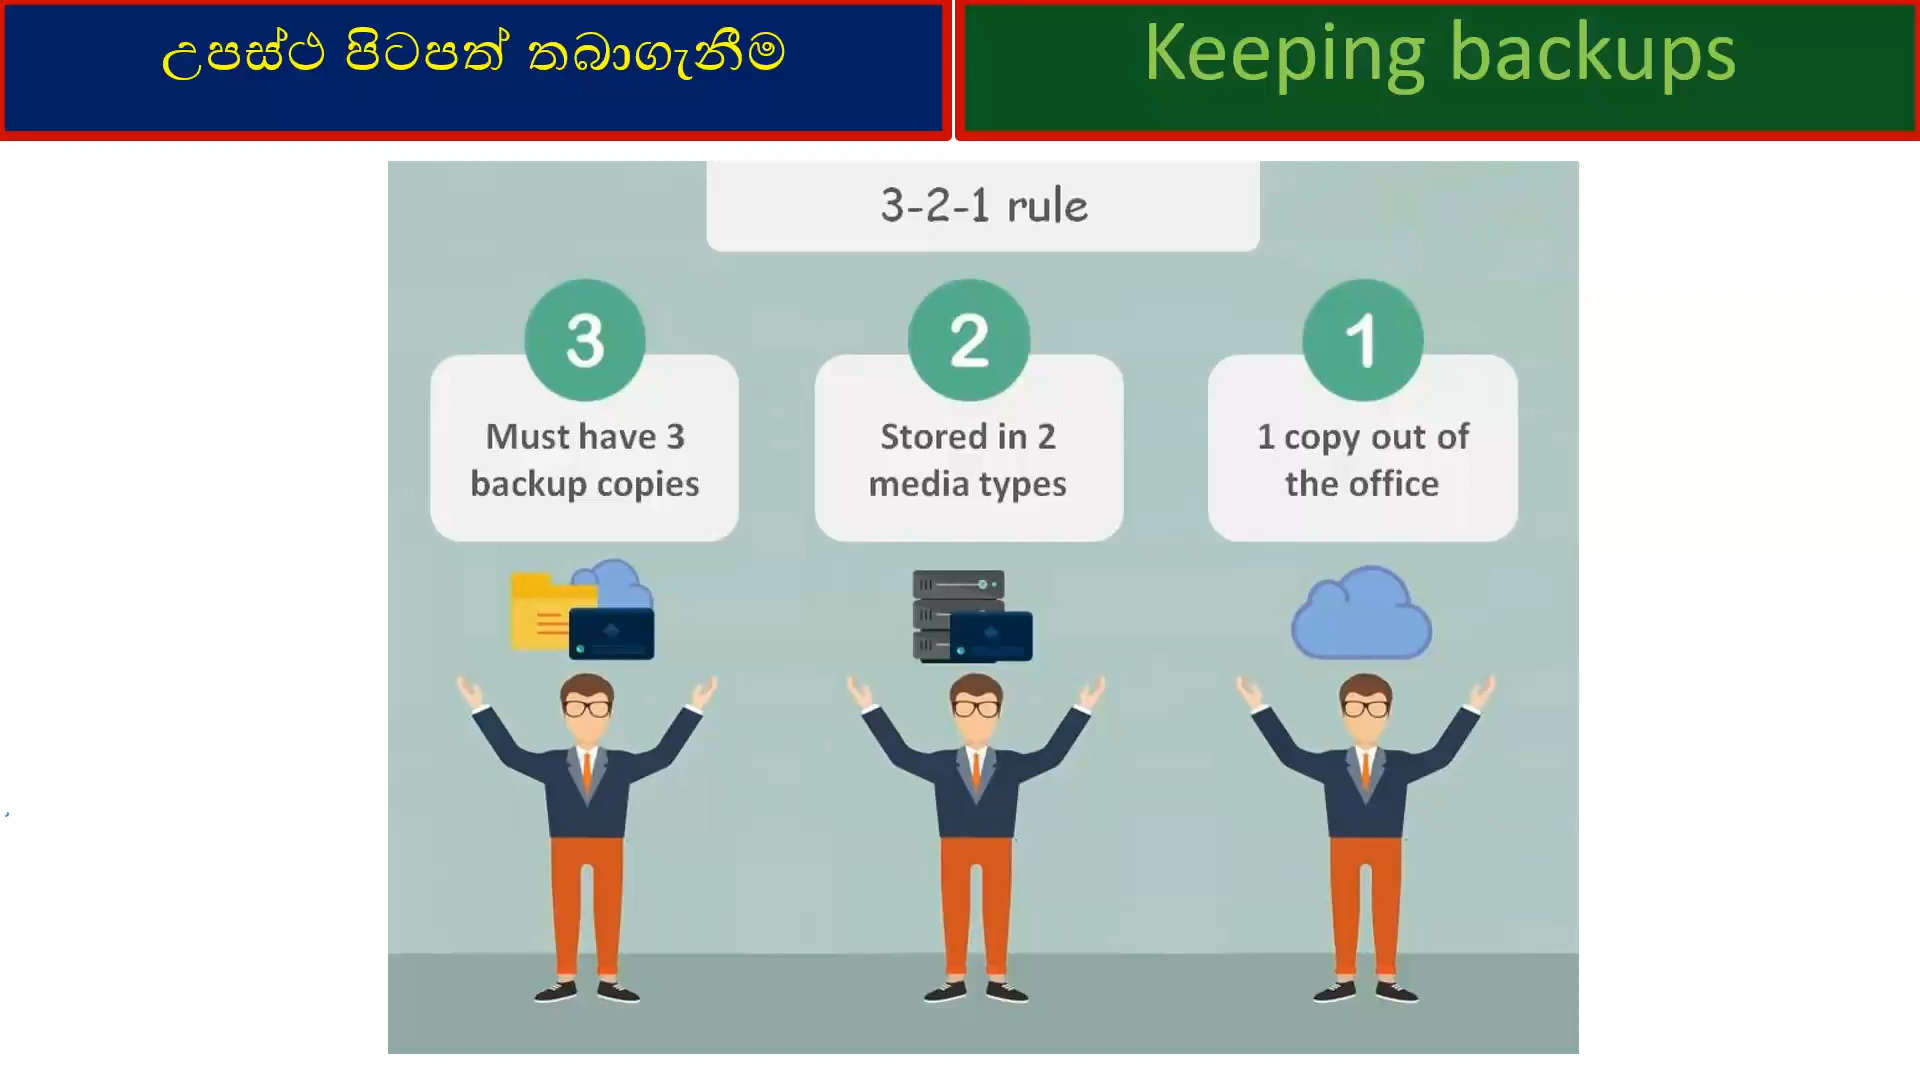 උපස්ථ පිටපත් තබාගැනීම
Keeping backups
3-2-1 rule
3
Must have 3
backup copies
2
Stored in 2
media types
1
1 copy out of
the office